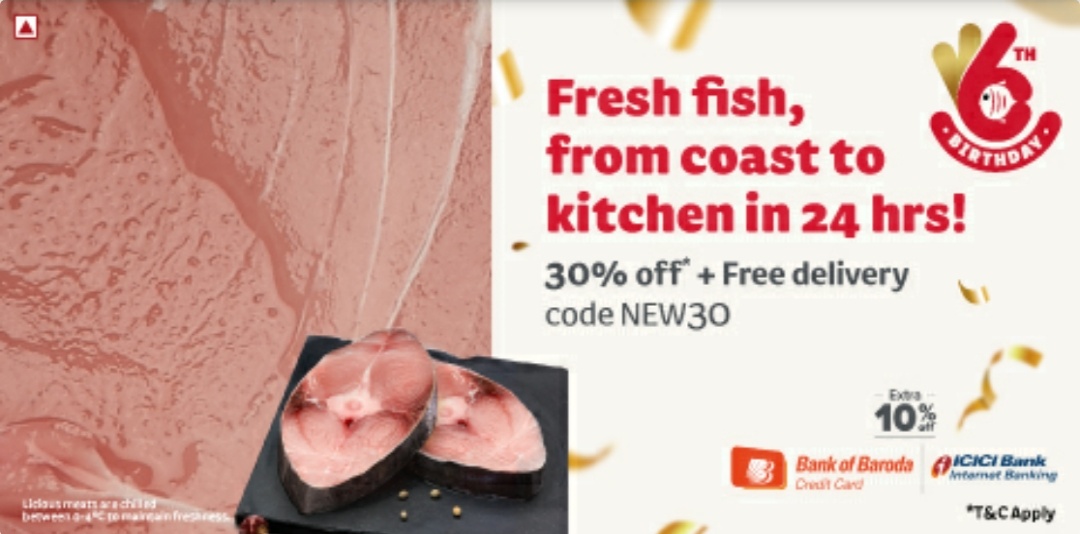 Fresh fish,
from coast to
kitchen in 24 hrs!
30% off* + Free delivery
code NEW30
6TH
BIRTHDAY
Extra
10% off
Bank of Baroda
Credit Card
ICICI Bank
Internet Banking
*T&C Apply
Licious meats are chilled
between 0-4°C to maintain freshness.